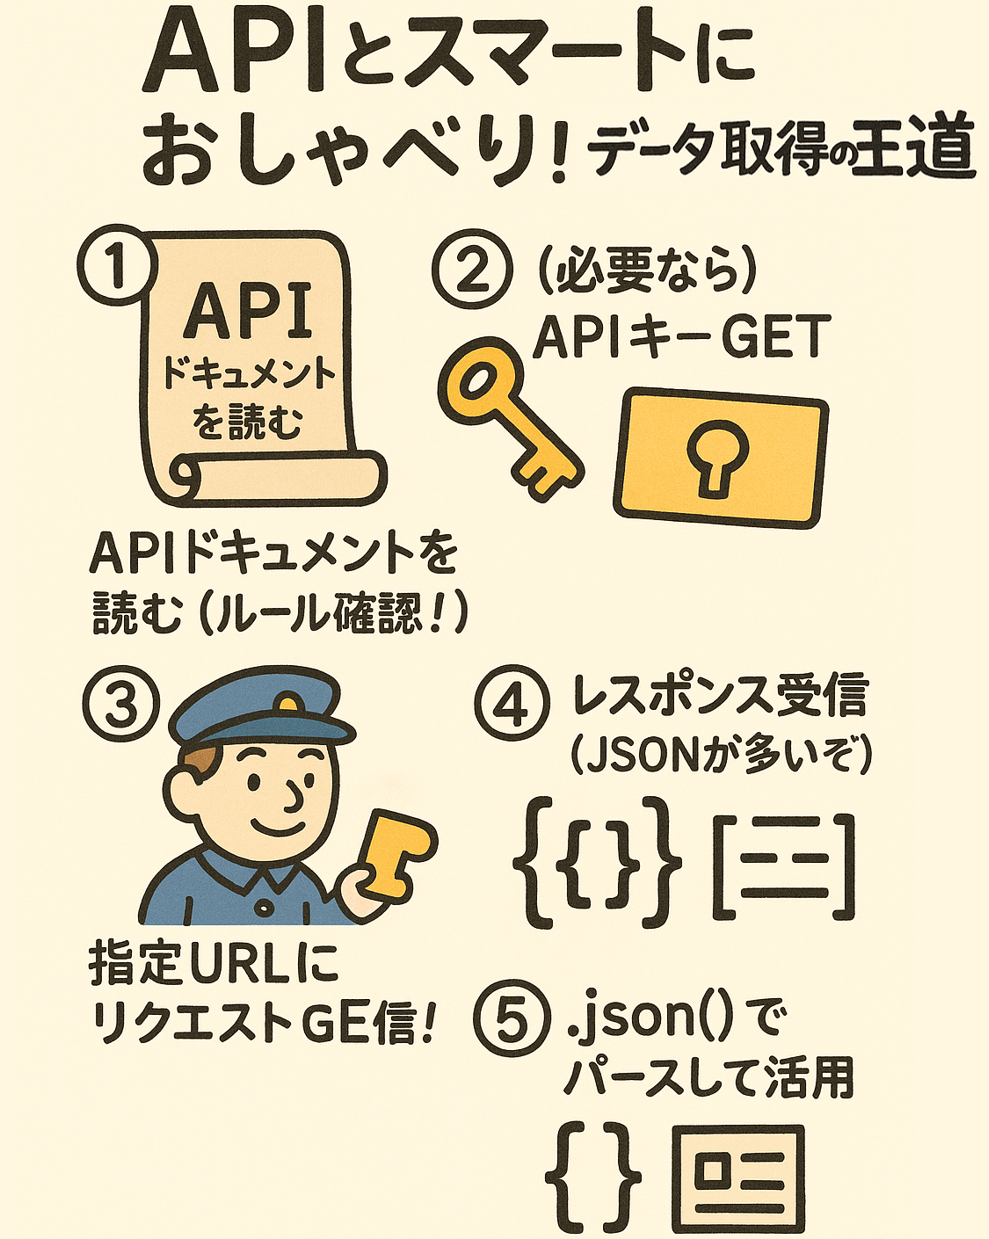 APIとスマートに
おしゃべり! データ取得の王道
①
API
ドキュメント
を読む
APIドキュメントを
読む(ルール確認!)
② (必要なら)
APIキーGET
③
指定URLに
リクエストGE信!
④ レスポンス受信
(JSONが多いぞ)
{{}} [ ]
⑤ .json()で
パースして活用
{}